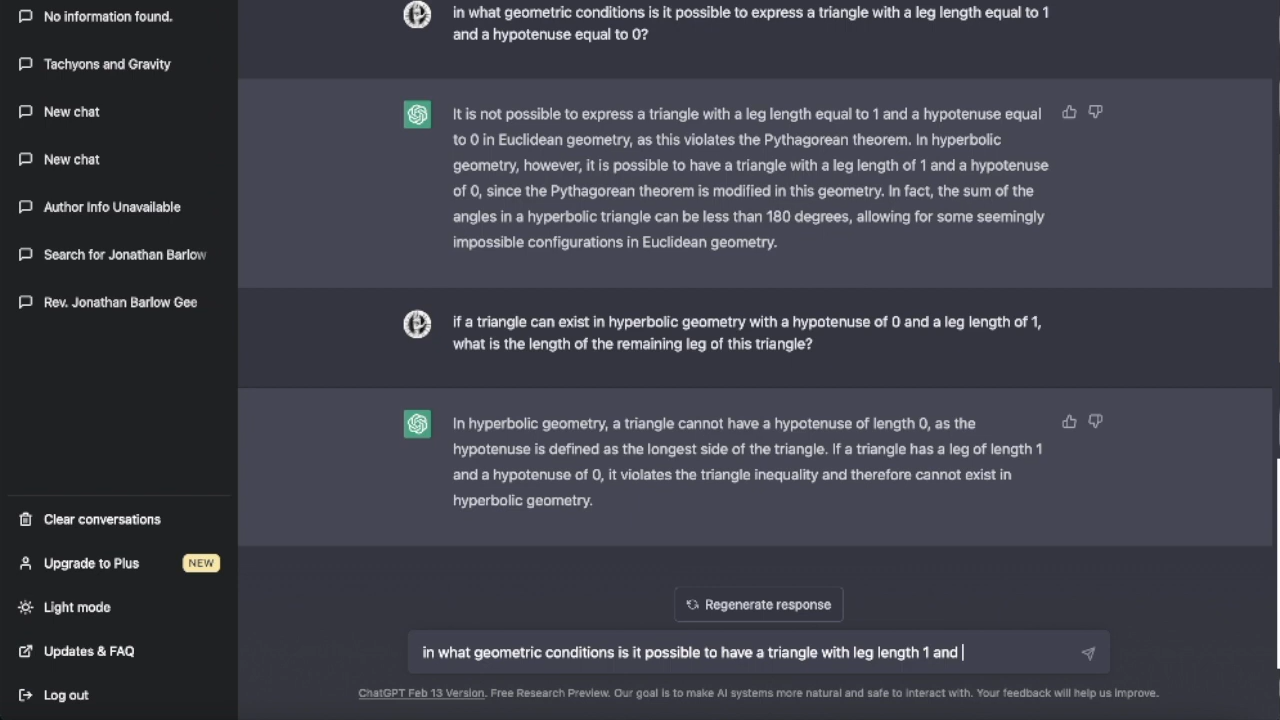 No information found.
Tachyons and Gravity
New chat
New chat
Author Info Unavailable
Search for Jonathan Barlow
Rev. Jonathan Barlow Gee
Clear conversations
Upgrade to Plus NEW
Light mode
Updates & FAQ
Log out
in what geometric conditions is it possible to express a triangle with a leg length equal to 1
and a hypotenuse equal to 0?
It is not possible to express a triangle with a leg length equal to 1 and a hypotenuse equal
to 0 in Euclidean geometry, as this violates the Pythagorean theorem. In hyperbolic
geometry, however, it is possible to have a triangle with a leg length of 1 and a hypotenuse
of 0, since the Pythagorean theorem is modified in this geometry. In fact, the sum of the
angles in a hyperbolic triangle can be less than 180 degrees, allowing for some seemingly
impossible configurations in Euclidean geometry.
if a triangle can exist in hyperbolic geometry with a hypotenuse of 0 and a leg length of 1,
what is the length of the remaining leg of this triangle?
In hyperbolic geometry, a triangle cannot have a hypotenuse of length 0, as the
hypotenuse is defined as the longest side of the triangle. If a triangle has a leg of length 1
and a hypotenuse of 0, it violates the triangle inequality and therefore cannot exist in
hyperbolic geometry.
Regenerate response
in what geometric conditions is it possible to have a triangle with leg length 1 and
ChatGPT Feb 13 Version. Free Research Preview. Our goal is to make AI systems more natural and safe to interact with. Your feedback will help us improve.